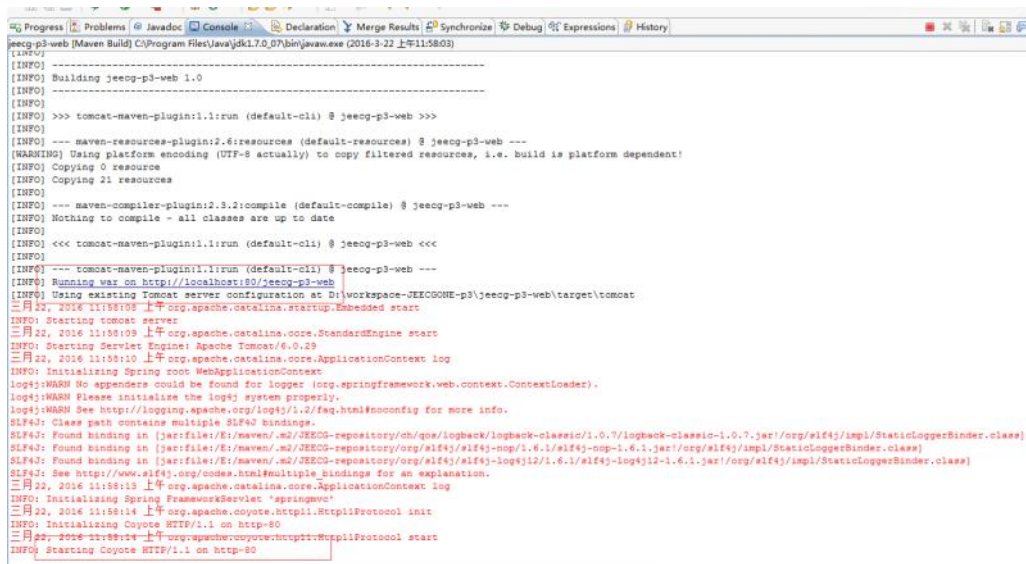 Progress Problems @ Javadoc Console Declaration Merge Results Synchronize Debug Expressions History
jeecg-p3-web [Maven Build] C:\Program Files\Java\jdk1.7.0_07\bin\javaw.exe (2016-3-22 上午11:58:03)
[INFO]
[INFO] ------------------------------------------------------------------------
[INFO] Building jeecg-p3-web 1.0
[INFO] ------------------------------------------------------------------------
[INFO]
[INFO] >>> tomcat-maven-plugin:1.1:run (default-cli) @ jeecg-p3-web >>>
[INFO]
[INFO] --- maven-resources-plugin:2.6:resources (default-resources) @ jeecg-p3-web ---
[WARNING] Using platform encoding (UTF-8 actually) to copy filtered resources, i.e. build is platform dependent!
[INFO] Copying 0 resource
[INFO] Copying 21 resources
[INFO]
[INFO] --- maven-compiler-plugin:2.3.2:compile (default-compile) @ jeecg-p3-web ---
[INFO] Nothing to compile - all classes are up to date
[INFO]
[INFO] <<< tomcat-maven-plugin:1.1:run (default-cli) @ jeecg-p3-web <<<
[INFO]
[INFO] --- tomcat-maven-plugin:1.1:run (default-cli) @ jeecg-p3-web ---
[INFO] Running war on http://localhost:80/jeecg-p3-web
[INFO] Using existing Tomcat server configuration at D:\workspace-JEECGONE-p3\jeecg-p3-web\target\tomcat
三月 22, 2016 11:58:08 上午 org.apache.catalina.startup.Embedded start
INFO: Starting tomcat server
三月 22, 2016 11:58:09 上午 org.apache.catalina.core.StandardEngine start
INFO: Starting Servlet Engine: Apache Tomcat/6.0.29
三月 22, 2016 11:58:10 上午 org.apache.catalina.core.ApplicationContext log
INFO: Initializing Spring root WebApplicationContext
log4j:WARN No appenders could be found for logger (org.springframework.web.context.ContextLoader).
log4j:WARN Please initialize the log4j system properly.
log4j:WARN See http://logging.apache.org/log4j/1.2/faq.html#noconfig for more info.
SLF4J: Class path contains multiple SLF4J bindings.
SLF4J: Found binding in [jar:file:/E:/maven/.m2/JEECG-repository/ch/qos/logback/logback-classic/1.0.7/logback-classic-1.0.7.jar!/org/slf4j/impl/StaticLoggerBinder.class]
SLF4J: Found binding in [jar:file:/E:/maven/.m2/JEECG-repository/org/slf4j/slf4j-nop/1.6.1/slf4j-nop-1.6.1.jar!/org/slf4j/impl/StaticLoggerBinder.class]
SLF4J: Found binding in [jar:file:/E:/maven/.m2/JEECG-repository/org/slf4j/slf4j-log4j12/1.6.1/slf4j-log4j12-1.6.1.jar!/org/slf4j/impl/StaticLoggerBinder.class]
SLF4J: See http://www.slf4j.org/codes.html#multiple_bindings for an explanation.
三月 22, 2016 11:58:13 上午 org.apache.catalina.core.ApplicationContext log
INFO: Initializing Spring FrameworkServlet 'springmvc'
三月 22, 2016 11:58:14 上午 org.apache.coyote.http11.Http11Protocol init
INFO: Initializing Coyote HTTP/1.1 on http-80
三月 22, 2016 11:58:14 上午 org.apache.coyote.http11.Http11Protocol start
INFO: Starting Coyote HTTP/1.1 on http-80